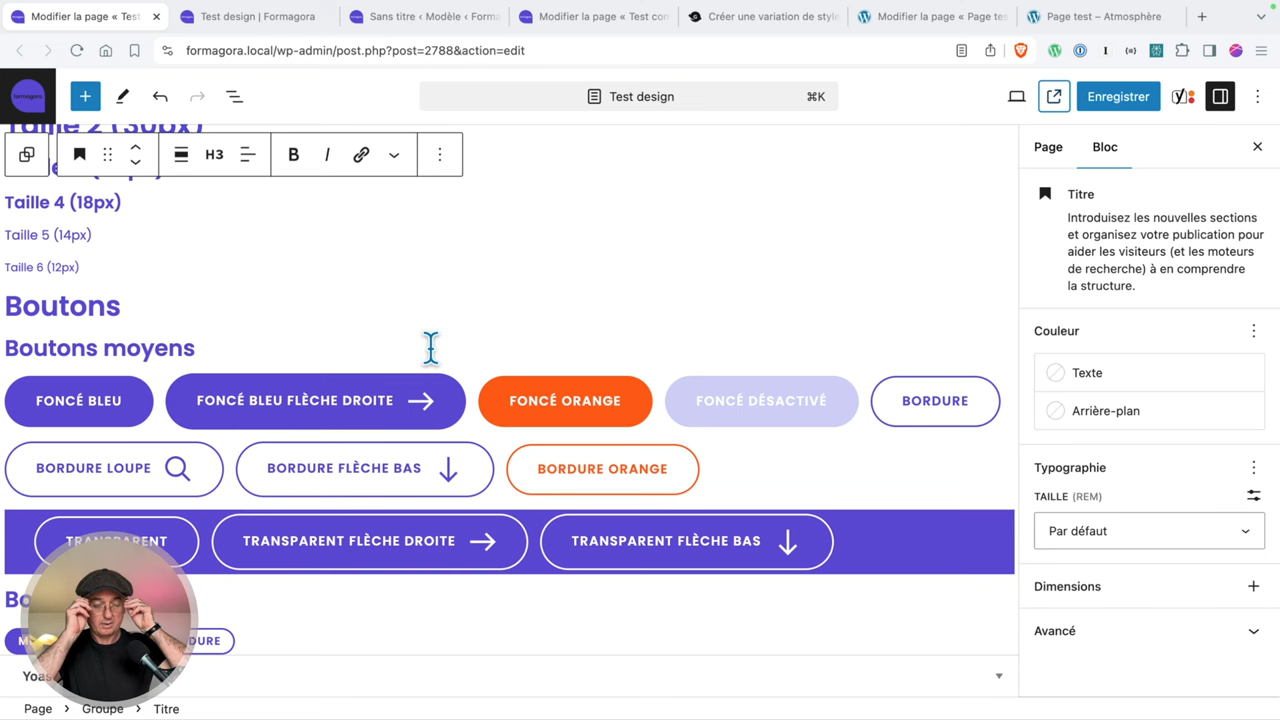 Modifier la page « Test
Test design | Formagora
Sans titre ‹ Modèle ‹ Forma
Modifier la page « Test con
Créer une variation de style
Modifier la page « Page tes
Page test – Atmosphère
formagora.local/wp-admin/post.php?post=2788&action=edit
formagora
Test design
⌘K
Enregistrer
Taille 2 (30px)
H3
B
I
Taille 4 (18px)
Taille 5 (14px)
Taille 6 (12px)
Boutons
Boutons moyens
FONCÉ BLEU
FONCÉ BLEU FLÈCHE DROITE
FONCÉ ORANGE
FONCÉ DÉSACTIVÉ
BORDURE
BORDURE LOUPE
BORDURE FLÈCHE BAS
BORDURE ORANGE
TRANSPARENT
TRANSPARENT FLÈCHE DROITE
TRANSPARENT FLÈCHE BAS
Page
Groupe
Titre
Page
Bloc
Titre
Introduisez les nouvelles sections
et organisez votre publication pour
aider les visiteurs (et les moteurs
de recherche) à en comprendre
la structure.
Couleur
Texte
Arrière-plan
Typographie
TAILLE (REM)
Par défaut
Dimensions
Avancé